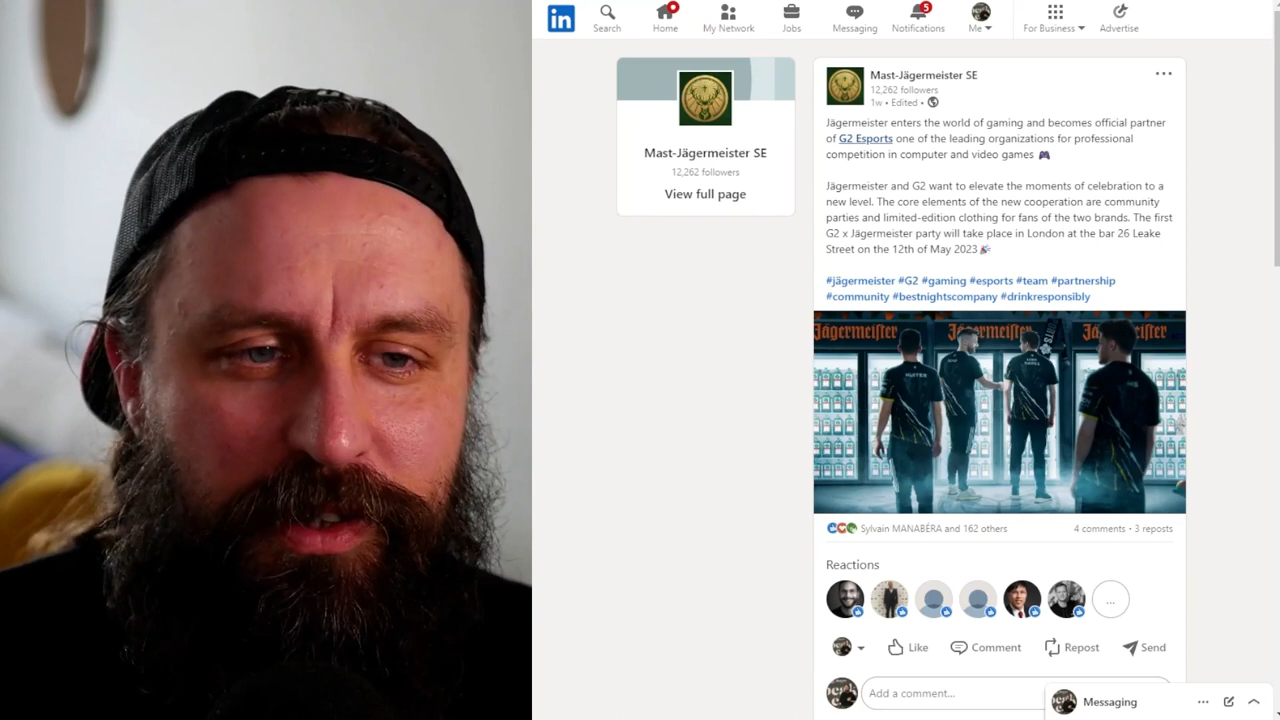 in
Search
Home
My Network
Jobs
Messaging
5
Notifications
Me
For Business
Advertise
Mast-Jägermeister SE
12,262 followers
View full page
Mast-Jägermeister SE
12,262 followers
1w • Edited •
Jägermeister enters the world of gaming and becomes official partner
of G2 Esports one of the leading organizations for professional
competition in computer and video games
Jägermeister and G2 want to elevate the moments of celebration to a
new level. The core elements of the new cooperation are community
parties and limited-edition clothing for fans of the two brands. The first
G2 x Jägermeister party will take place in London at the bar 26 Leake
Street on the 12th of May 2023
#jägermeister #G2 #gaming #esports #team #partnership
#community #bestnightscompany #drinkresponsibly
Jägermeister
Jägermeister
Sylvain MANABÉRA and 162 others
4 comments • 3 reposts
Reactions
...
Like
Comment
Repost
Send
Add a comment...
Messaging